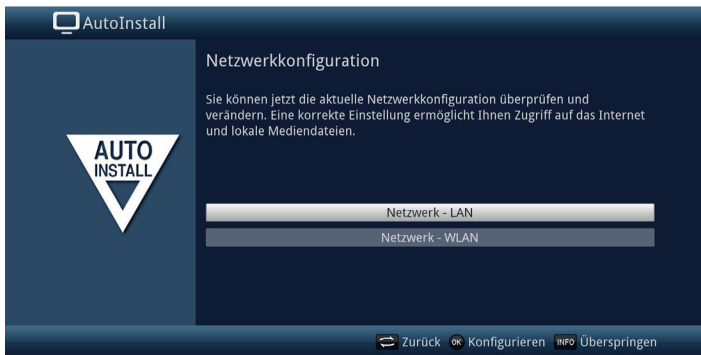 AutoInstall
Netzwerkkonfiguration
Sie können jetzt die aktuelle Netzwerkkonfiguration überprüfen und
verändern. Eine korrekte Einstellung ermöglicht Ihnen Zugriff auf das Internet
und lokale Mediendateien.
AUTO
INSTALL
Netzwerk - LAN
Netzwerk - WLAN
Zurück OK Konfigurieren INFO Überspringen